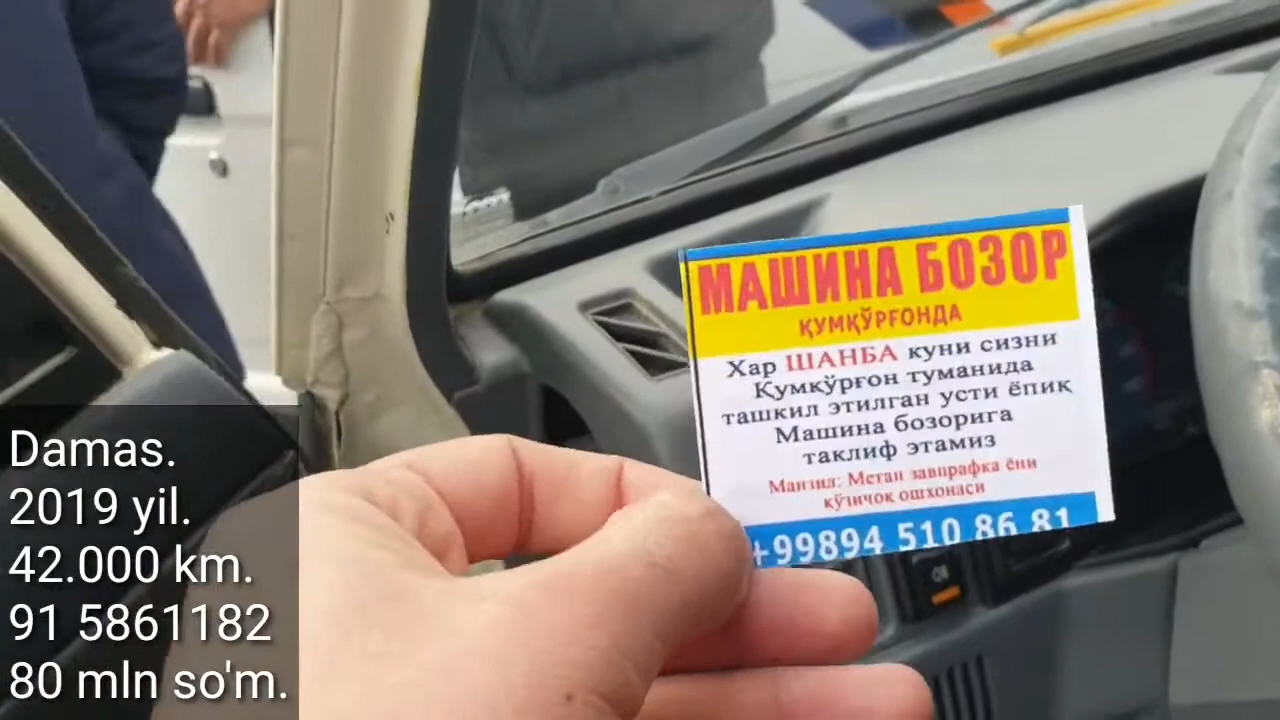 МАШИНА БОЗОР
ҚУМҚЎРҒОНДА
Хар ШАНБА куни сизни
Қумқўрғон туманида
ташкил этилган усти ёпиқ
Машина бозорига
таклиф этамиз
Манзил: Метан завпрафка ёни
кўзичоқ ошхонаси
+99894 510 86 81
Damas.
2019 yil.
42.000 km.
91 5861182
80 mln so'm.